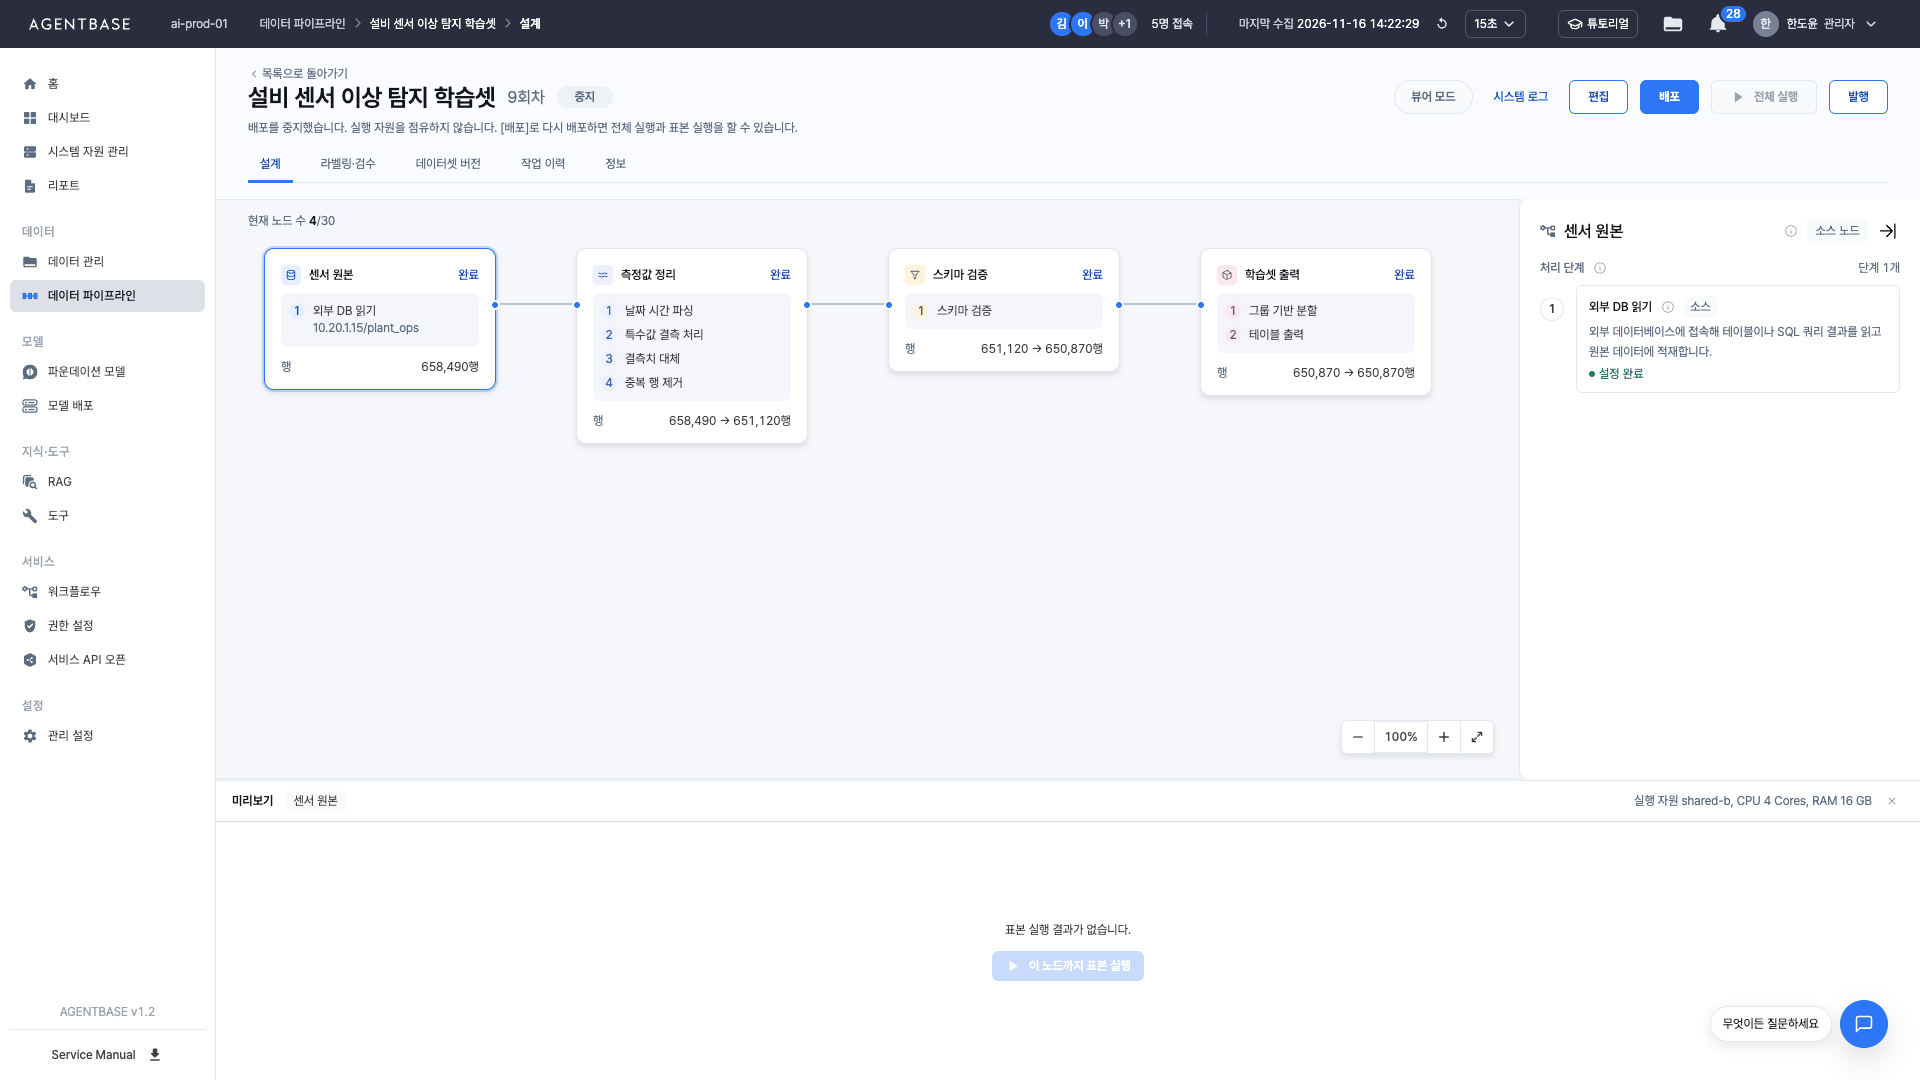 AGENTBASE
ai-prod-01
데이터 파이프라인 > 설비 센서 이상 탐지 학습셋 > 설계
김 이 박 +1 5명 접속
마지막 수집 2026-11-16 14:22:29
15초
튜토리얼
28
한 한도윤 관리자
홈
대시보드
시스템 자원 관리
리포트
데이터
데이터 관리
데이터 파이프라인
모델
파운데이션 모델
모델 배포
지식·도구
RAG
도구
서비스
워크플로우
권한 설정
서비스 API 오픈
설정
관리 설정
AGENTBASE v1.2
Service Manual
목록으로 돌아가기
설비 센서 이상 탐지 학습셋 9회차 중지
배포를 중지했습니다. 실행 자원을 점유하지 않습니다. [배포]로 다시 배포하면 전체 실행과 표본 실행을 할 수 있습니다.
뷰어 모드
시스템 로그
편집
배포
전체 실행
발행
설계
라벨링·검수
데이터셋 버전
작업 이력
정보
현재 노드 수 4/30
센서 원본 완료
1 외부 DB 읽기
10.20.1.15/plant_ops
행 658,490행
측정값 정리 완료
1 날짜 시간 파싱
2 특수값 결측 처리
3 결측치 대체
4 중복 행 제거
행 658,490 → 651,120행
스키마 검증 완료
1 스키마 검증
행 651,120 → 650,870행
학습셋 출력 완료
1 그룹 기반 분할
2 테이블 출력
행 650,870 → 650,870행
100%
센서 원본
소스 노드
처리 단계
단계 1개
1
외부 DB 읽기 소스
외부 데이터베이스에 접속해 테이블이나 SQL 쿼리 결과를 읽고
원본 데이터에 적재합니다.
설정 완료
미리보기 센서 원본
실행 자원 shared-b, CPU 4 Cores, RAM 16 GB
표본 실행 결과가 없습니다.
이 노드까지 표본 실행
무엇이든 질문하세요